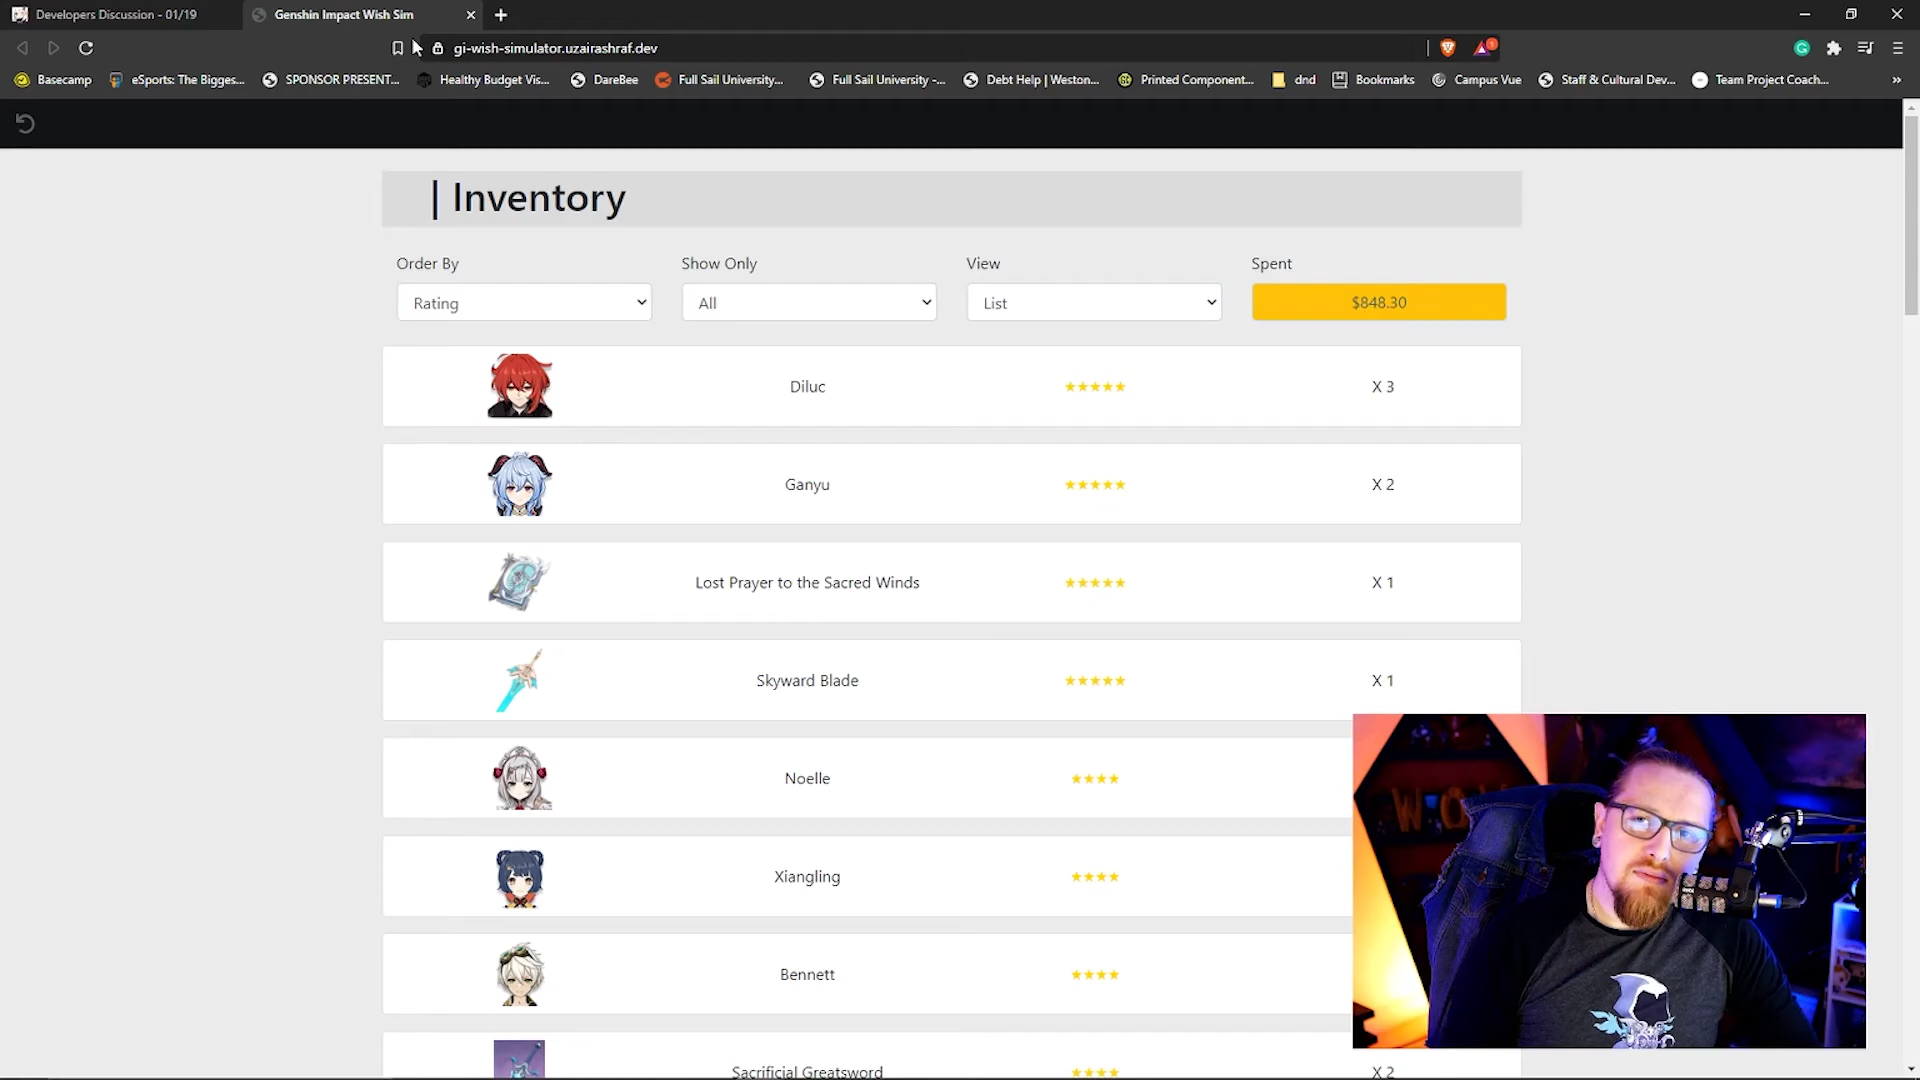 Developers Discussion - 01/19
Genshin Impact Wish Sim
gi-wish-simulator.uzairashraf.dev
1
Basecamp
eSports: The Bigges...
SPONSOR PRESENT...
Healthy Budget Vis...
DareBee
Full Sail University...
Full Sail University -...
Debt Help | Weston...
Printed Component...
dnd
Bookmarks
Campus Vue
Staff & Cultural Dev...
Team Project Coach...
| Inventory
Order By
Show Only
View
Spent
Rating
All
List
$848.30
Diluc ★★★★★ X 3
Ganyu ★★★★★ X 2
Lost Prayer to the Sacred Winds ★★★★★ X 1
Skyward Blade ★★★★★ X 1
Noelle ★★★★
Xiangling ★★★★
Bennett ★★★★
Sacrificial Greatsword ★★★★ X 2